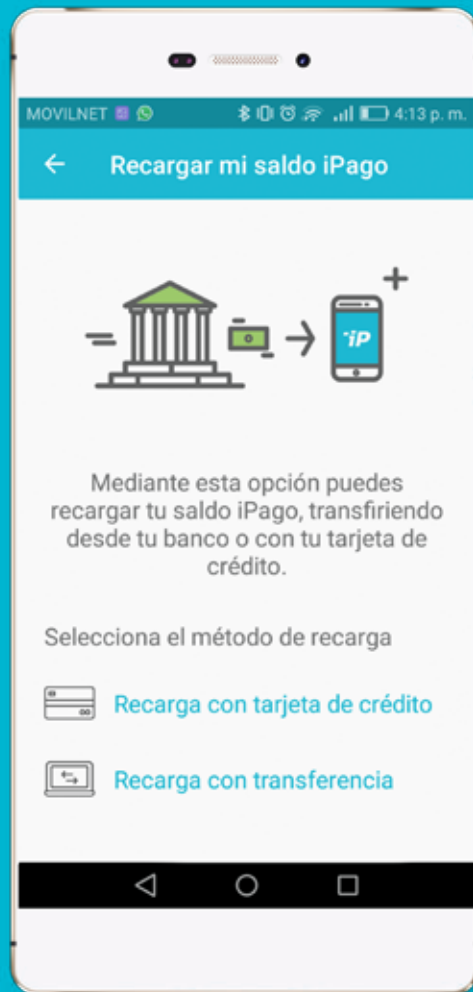 MOVILNET 4:13 p. m.
Recargar mi saldo iPago
iP
Mediante esta opción puedes
recargar tu saldo iPago, transfiriendo
desde tu banco o con tu tarjeta de
crédito.
Selecciona el método de recarga
Recarga con tarjeta de crédito
Recarga con transferencia